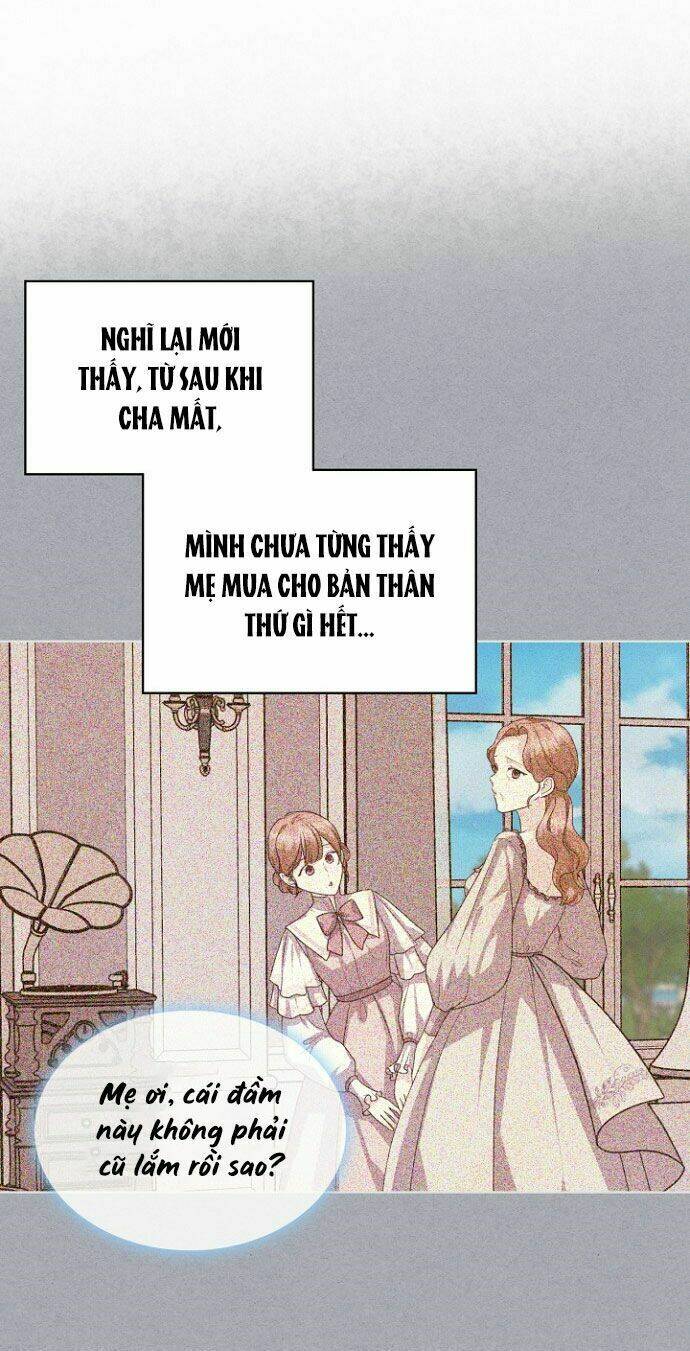 NGHĨ LẠI MỚI
THẤY, TỪ SAU KHI
CHA MẤT,
MÌNH CHƯA TỪNG THẤY
MẸ MUA CHO BẢN THÂN
THỨ GÌ HẾT...
Mẹ ơi, cái đầm
này không phải
cũ lắm rồi sao?